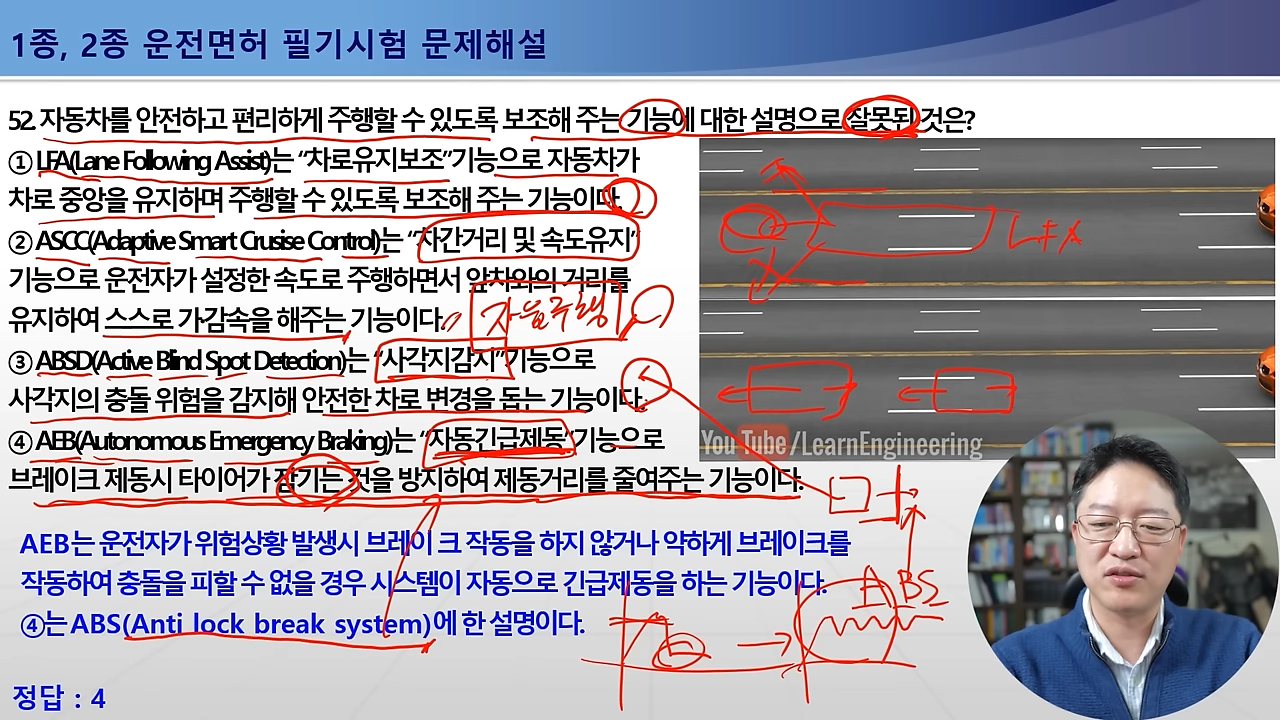 1종, 2종 운전면허 필기시험 문제해설
52. 자동차를 안전하고 편리하게 주행할 수 있도록 보조해 주는 기능에 대한 설명으로 잘못된 것은?
① LFA(Lane Following Assist)는 “차로유지보조”기능으로 자동차가
차로 중앙을 유지하며 주행할 수 있도록 보조해 주는 기능이다.
② ASCC(Adaptive Smart Crusise Control)는 “차간거리 및 속도유지”
기능으로 운전자가 설정한 속도로 주행하면서 앞차와의 거리를
유지하여 스스로 가·감속을 해주는 기능이다.
자율주행
③ ABSD(Active Blind Spot Detection)는 “사각지감지”기능으로
사각지의 충돌 위험을 감지해 안전한 차로 변경을 돕는 기능이다.
④ AEB(Autonomous Emergency Braking)는 “자동긴급제동”기능으로
브레이크 제동시 타이어가 잠기는 것을 방지하여 제동거리를 줄여주는 기능이다.
LFA
You Tube /LearnEngineering
AEB는 운전자가 위험상황 발생시 브레이 크 작동을 하지 않거나 약하게 브레이크를
작동하여 충돌을 피할 수 없을 경우 시스템이 자동으로 긴급제동을 하는 기능이다.
④는 ABS(Anti lock break system)에 한 설명이다.
ABS
정답 : 4